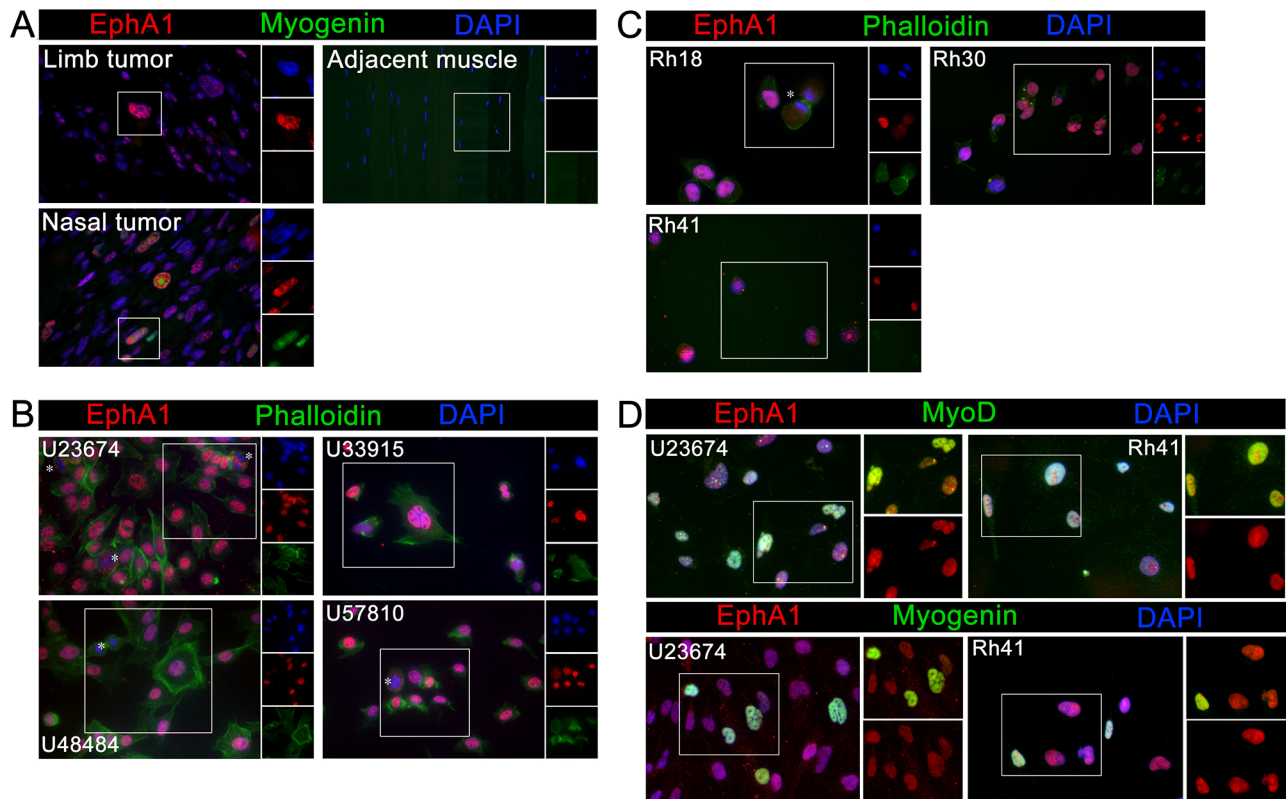 A
EphA1 Myogenin DAPI
Limb tumor
Adjacent muscle
Nasal tumor
B
EphA1 Phalloidin DAPI
U23674
*
*
*
U33915
U48484
*
U57810
*
C
EphA1 Phalloidin DAPI
Rh18
*
Rh30
Rh41
D
EphA1 MyoD DAPI
U23674
Rh41
EphA1 Myogenin DAPI
U23674
Rh41